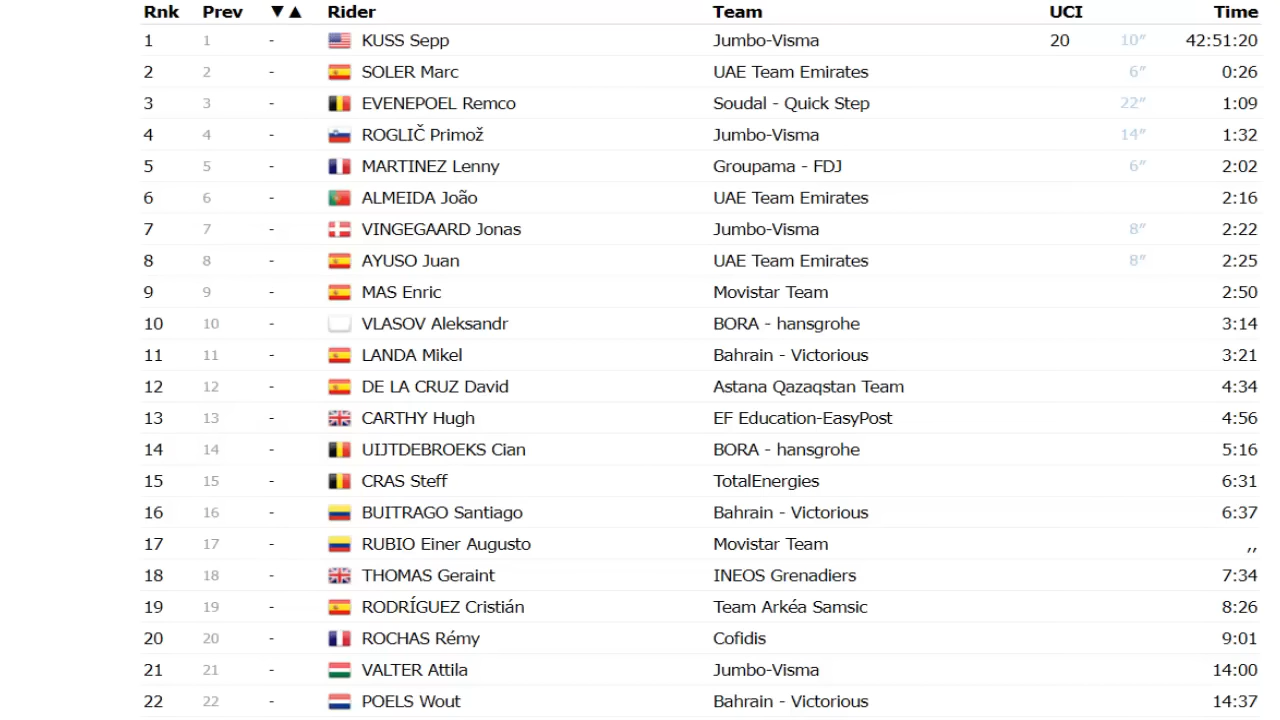 Rnk Prev ▼▲ Rider Team UCI Time
1 1 - KUSS Sepp Jumbo-Visma 20 10″ 42:51:20
2 2 - SOLER Marc UAE Team Emirates 6″ 0:26
3 3 - EVENEPOEL Remco Soudal - Quick Step 22″ 1:09
4 4 - ROGLIČ Primož Jumbo-Visma 14″ 1:32
5 5 - MARTINEZ Lenny Groupama - FDJ 6″ 2:02
6 6 - ALMEIDA João UAE Team Emirates 2:16
7 7 - VINGEGAARD Jonas Jumbo-Visma 8″ 2:22
8 8 - AYUSO Juan UAE Team Emirates 8″ 2:25
9 9 - MAS Enric Movistar Team 2:50
10 10 - VLASOV Aleksandr BORA - hansgrohe 3:14
11 11 - LANDA Mikel Bahrain - Victorious 3:21
12 12 - DE LA CRUZ David Astana Qazaqstan Team 4:34
13 13 - CARTHY Hugh EF Education-EasyPost 4:56
14 14 - UIJTDEBROEKS Cian BORA - hansgrohe 5:16
15 15 - CRAS Steff TotalEnergies 6:31
16 16 - BUITRAGO Santiago Bahrain - Victorious 6:37
17 17 - RUBIO Einer Augusto Movistar Team ,,
18 18 - THOMAS Geraint INEOS Grenadiers 7:34
19 19 - RODRÍGUEZ Cristián Team Arkéa Samsic 8:26
20 20 - ROCHAS Rémy Cofidis 9:01
21 21 - VALTER Attila Jumbo-Visma 14:00
22 22 - POELS Wout Bahrain - Victorious 14:37